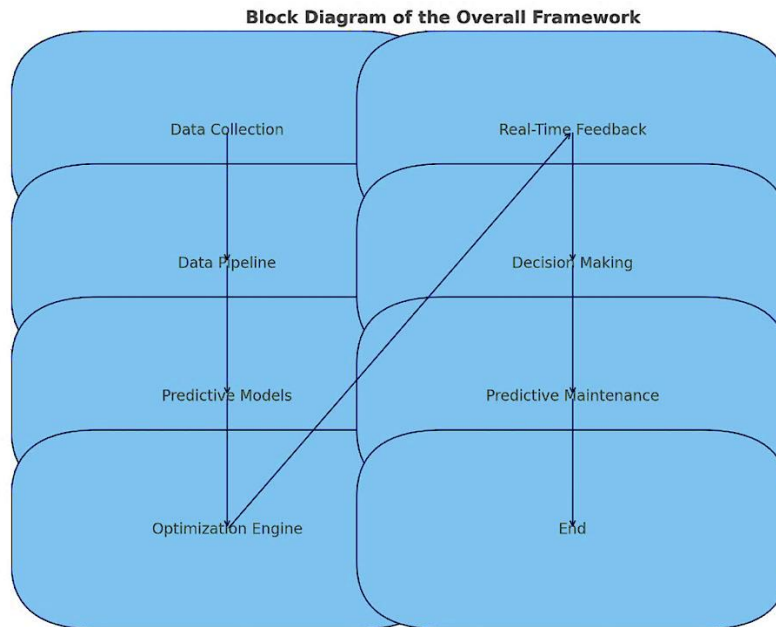 Block Diagram of the Overall Framework
Data Collection
Data Pipeline
Predictive Models
Optimization Engine
Real-Time Feedback
Decision Making
Predictive Maintenance
End